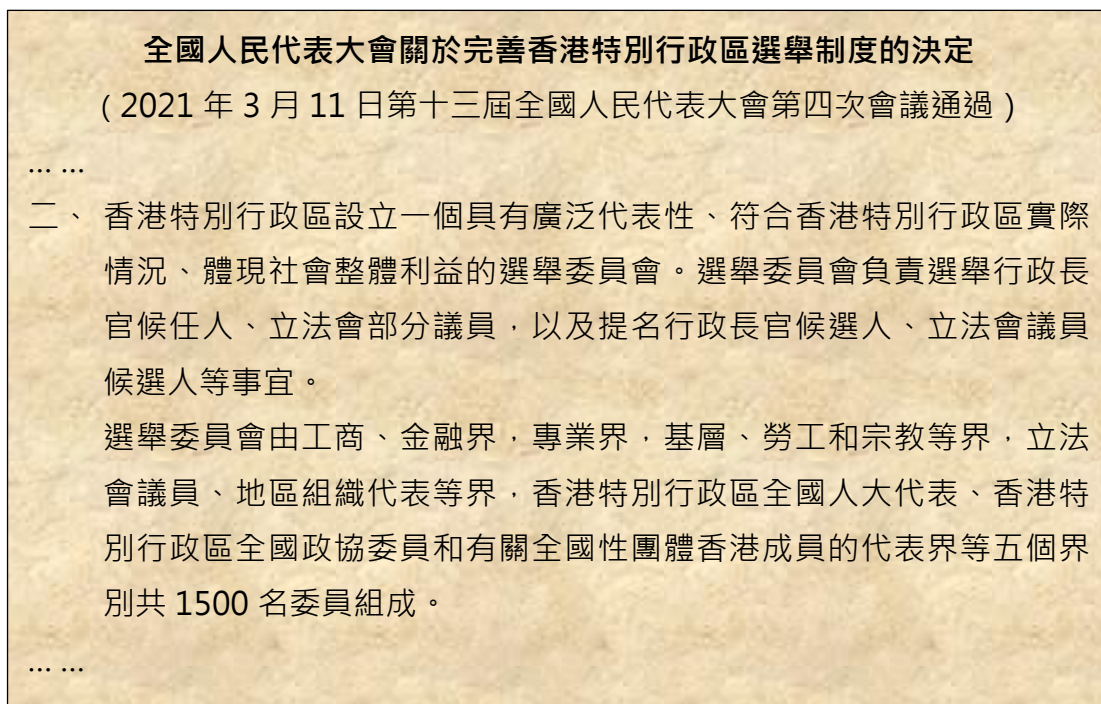 全國人民代表大會關於完善香港特別行政區選舉制度的決定
（2021 年 3 月 11 日第十三屆全國人民代表大會第四次會議通過）
... ...
二、 香港特別行政區設立一個具有廣泛代表性、符合香港特別行政區實際
情況、體現社會整體利益的選舉委員會。選舉委員會負責選舉行政長
官候任人、立法會部分議員，以及提名行政長官候選人、立法會議員
候選人等事宜。
選舉委員會由工商、金融界，專業界，基層、勞工和宗教等界，立法
會議員、地區組織代表等界，香港特別行政區全國人大代表、香港特
別行政區全國政協委員和有關全國性團體香港成員的代表界等五個界
別共 1500 名委員組成。
... ...